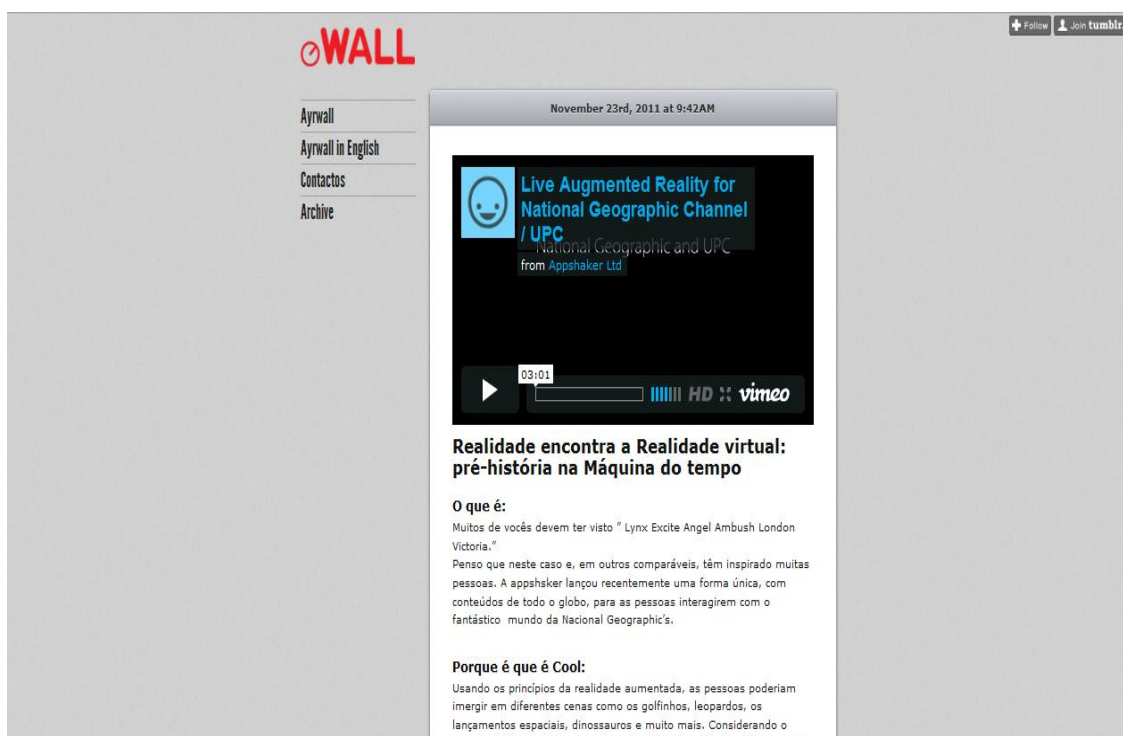 WALL
Follow
Join tumblr.
Ayrwall
Ayrwall in English
Contactos
Archive
November 23rd, 2011 at 9:42AM
Live Augmented Reality for
National Geographic Channel
/ UPC
National Geographic and UPC
from Appshaker Ltd
03:01
HD vimeo
Realidade encontra a Realidade virtual:
pré-história na Máquina do tempo
O que é:
Muitos de vocês devem ter visto " Lynx Excite Angel Ambush London
Victoria."
Penso que neste caso e, em outros comparáveis, têm inspirado muitas
pessoas. A appshsker lançou recentemente uma forma única, com
conteúdos de todo o globo, para as pessoas interagirem com o
fantástico mundo da Nacional Geographic's.
Porque é que é Cool:
Usando os princípios da realidade aumentada, as pessoas poderiam
imergir em diferentes cenas como os golfinhos, leopardos, os
lançamentos espaciais, dinossauros e muito mais. Considerando o